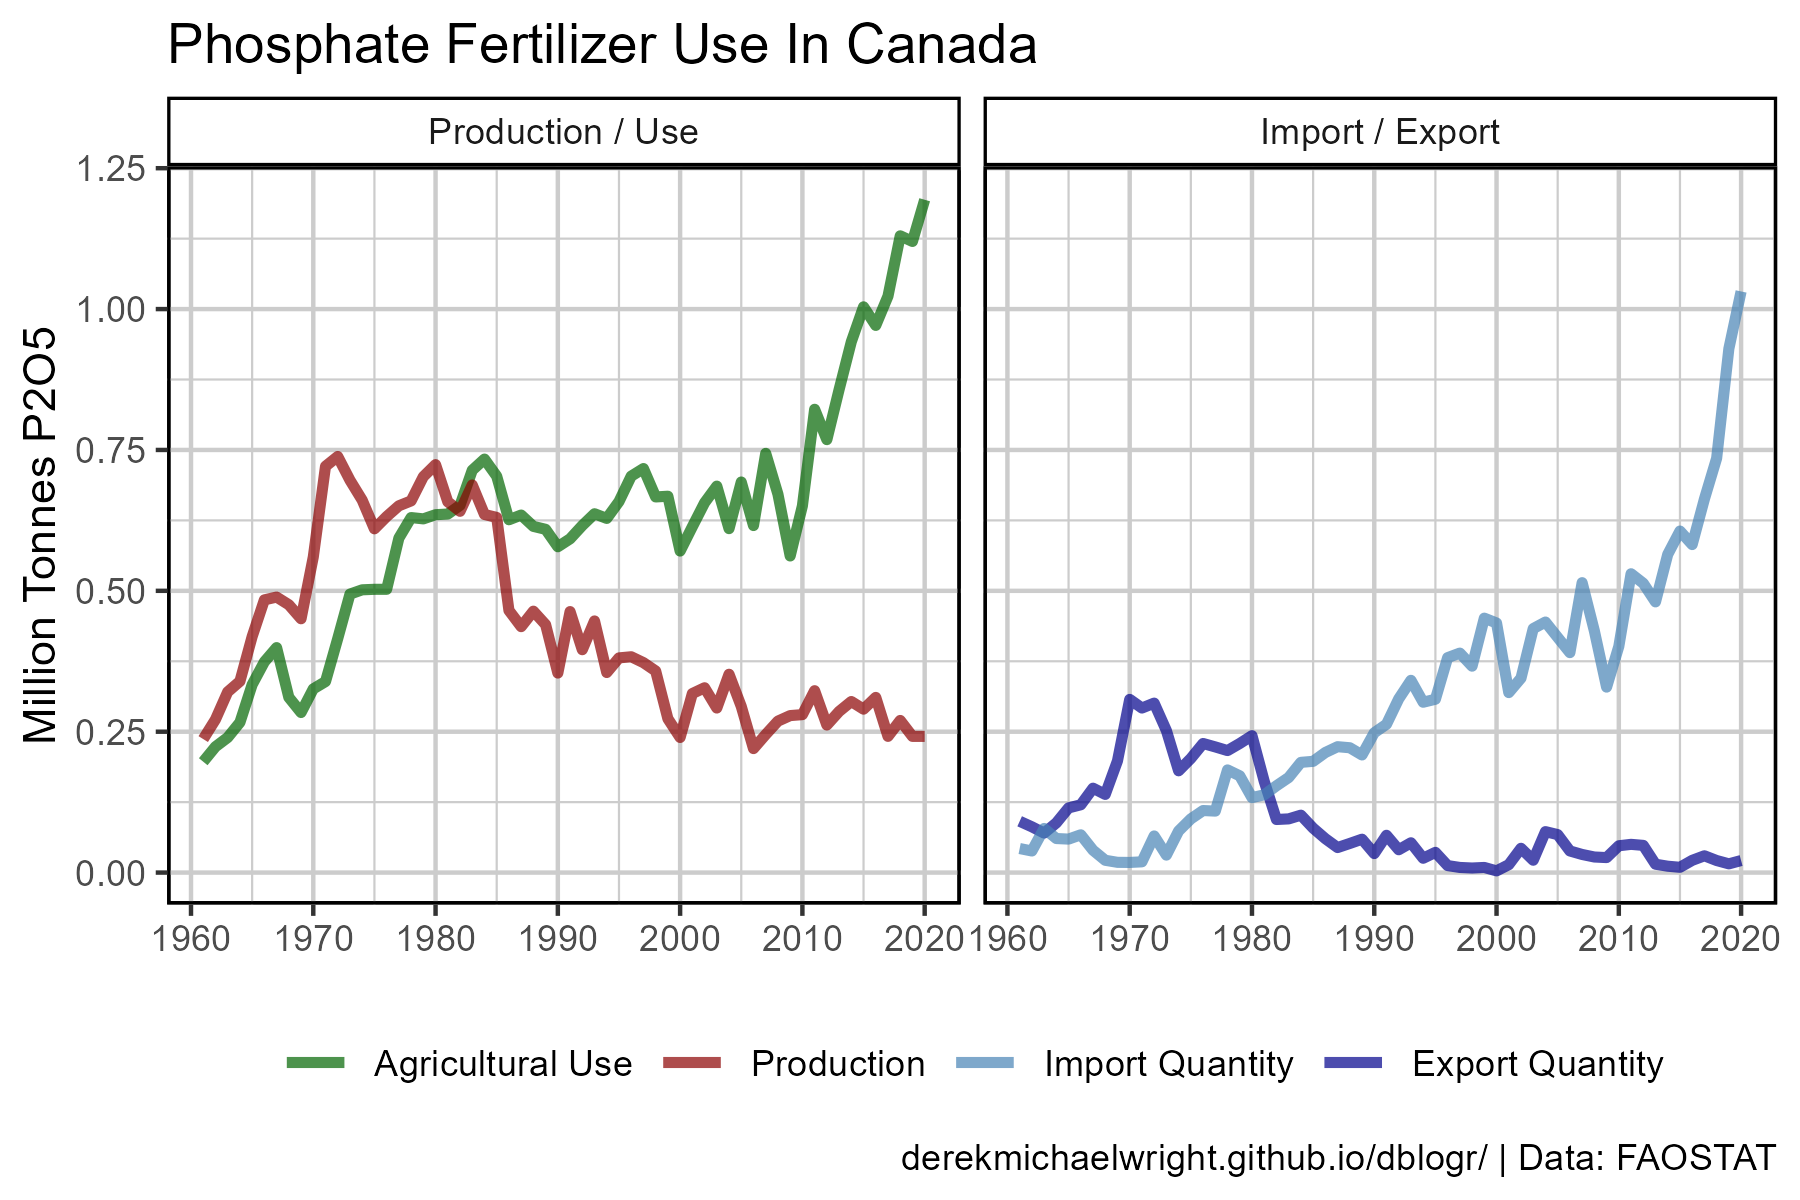 Phosphate Fertilizer Use In Canada
Production / Use
Import / Export
Million Tonnes P2O5
1.25
1.00
0.75
0.50
0.25
0.00
1960 1970 1980 1990 2000 2010 2020
1960 1970 1980 1990 2000 2010 2020
Agricultural Use Production Import Quantity Export Quantity
derekmichaelwright.github.io/dblogr/ | Data: FAOSTAT